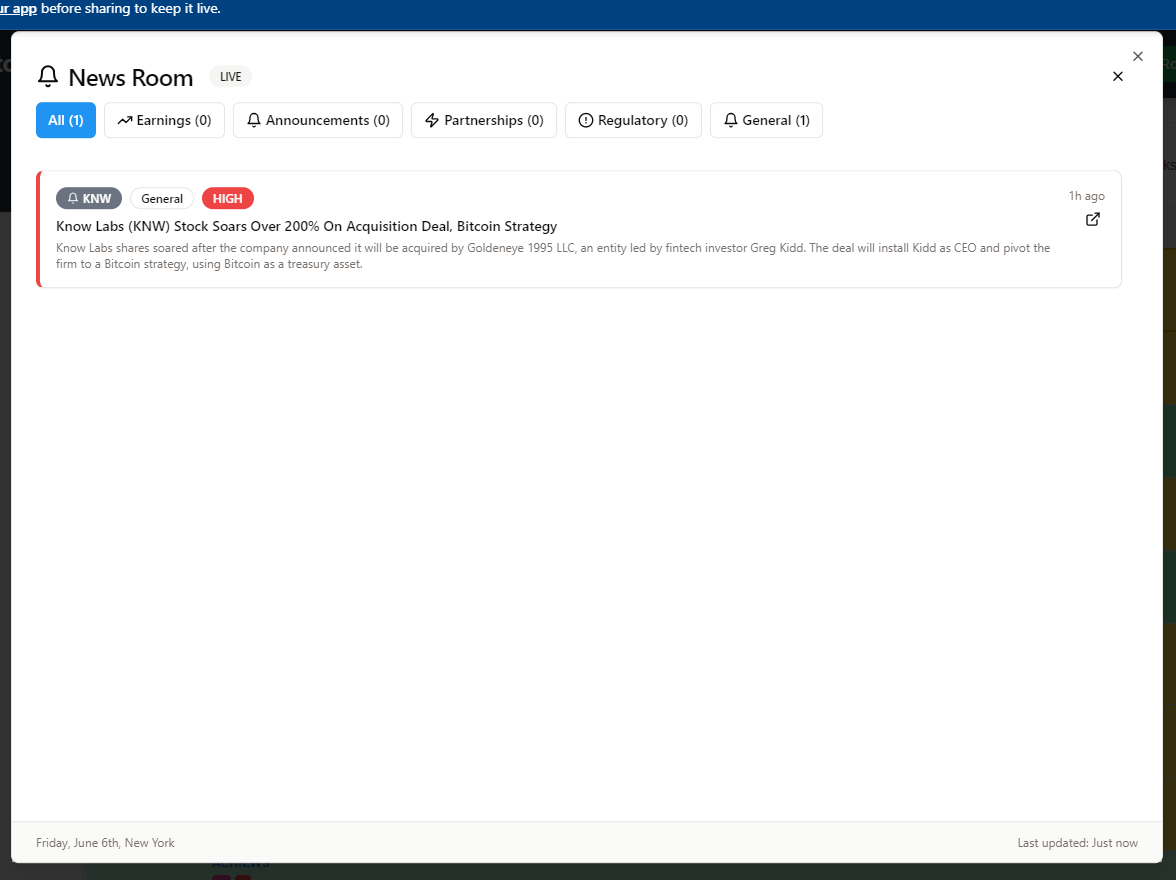 ur app before sharing to keep it live.
News Room
LIVE
All (1)
Earnings (0)
Announcements (0)
Partnerships (0)
Regulatory (0)
General (1)
KNW
General
HIGH
1h ago
Know Labs (KNW) Stock Soars Over 200% On Acquisition Deal, Bitcoin Strategy
Know Labs shares soared after the company announced it will be acquired by Goldeneye 1995 LLC, an entity led by fintech investor Greg Kidd. The deal will install Kidd as CEO and pivot the
firm to a Bitcoin strategy, using Bitcoin as a treasury asset.
Friday, June 6th, New York
Last updated: Just now